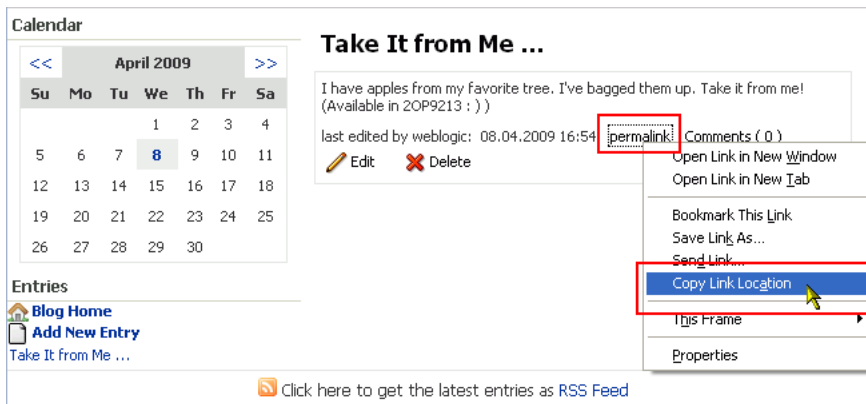 Calendar
<< April 2009 >>
Su Mo Tu We Th Fr Sa
1 2 3 4
5 6 7 8 9 10 11
12 13 14 15 16 17 18
19 20 21 22 23 24 25
26 27 28 29 30
Entries
Blog Home
Add New Entry
Take It from Me ...
Take It from Me ...
I have apples from my favorite tree. I've bagged them up. Take it from me!
(Available in 2OP9213 : ) )
last edited by weblogic: 08.04.2009 16:54 permalink Comments ( 0 )
Edit Delete
Open Link in New Window
Open Link in New Tab
Bookmark This Link
Save Link As...
Send Link...
Copy Link Location
This Frame
Properties
Click here to get the latest entries as RSS Feed